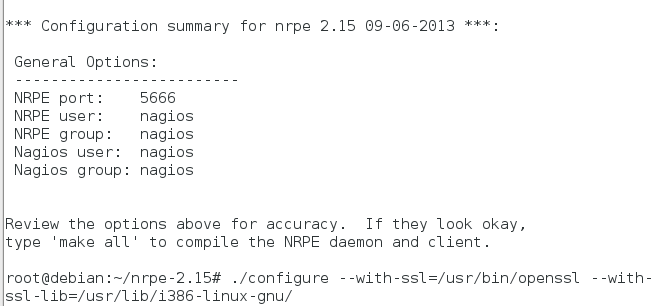 *** Configuration summary for nrpe 2.15 09-06-2013 ***:
General Options:
-------------------------
NRPE port:    5666
NRPE user:    nagios
NRPE group:   nagios
Nagios user:  nagios
Nagios group: nagios
Review the options above for accuracy.  If they look okay,
type 'make all' to compile the NRPE daemon and client.
root@debian:~/nrpe-2.15# ./configure --with-ssl=/usr/bin/openssl --with-
ssl-lib=/usr/lib/i386-linux-gnu/